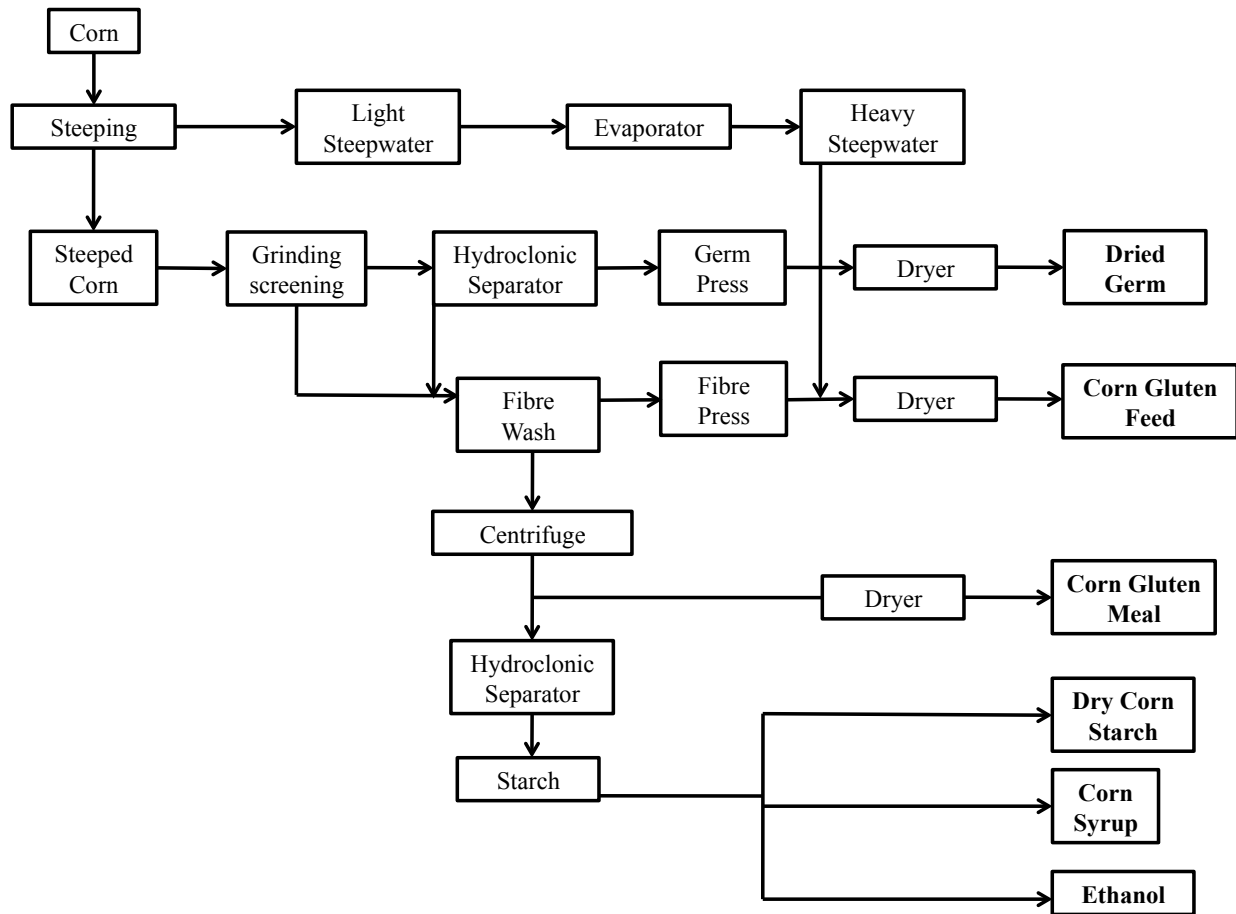 Corn
Steeping
Light
Steepwater
Evaporator
Heavy
Steepwater
Steeped
Corn
Grinding
screening
Hydroclonic
Separator
Germ
Press
Dryer
Dried
Germ
Fibre
Wash
Fibre
Press
Dryer
Corn Gluten
Feed
Centrifuge
Dryer
Corn Gluten
Meal
Hydroclonic
Separator
Dry Corn
Starch
Starch
Corn
Syrup
Ethanol